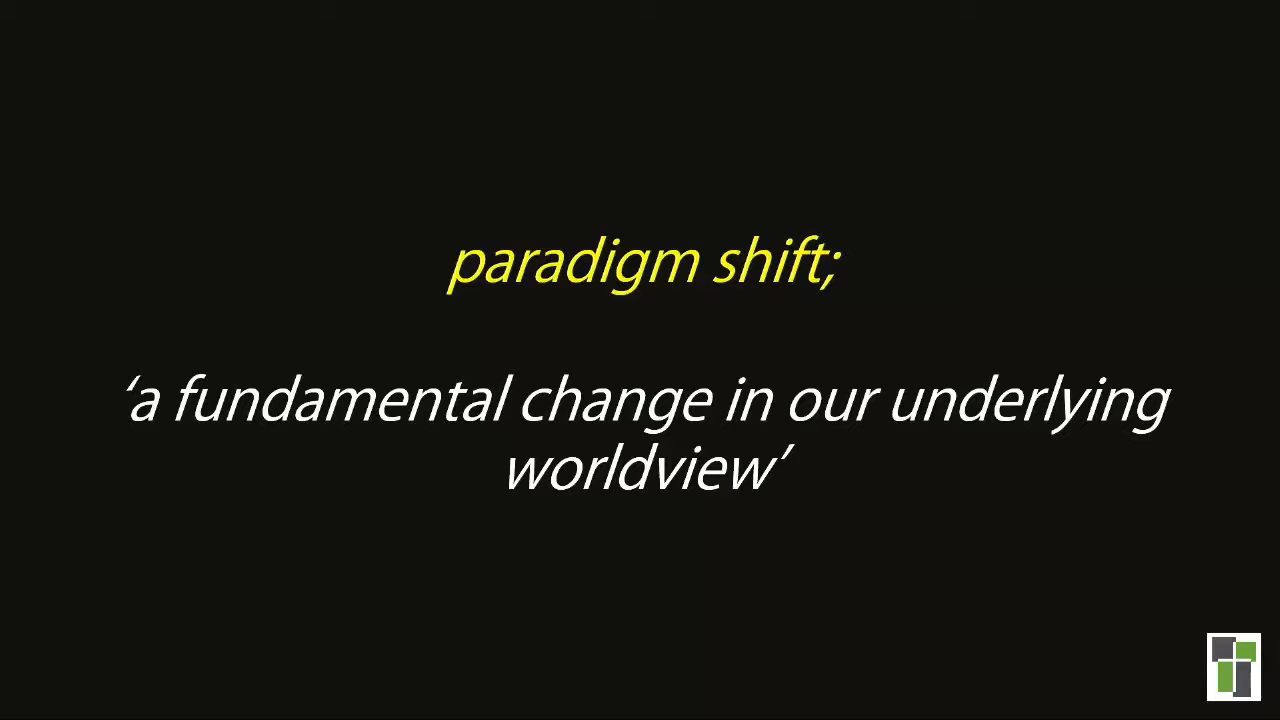 paradigm shift;
‘a fundamental change in our underlying
worldview’